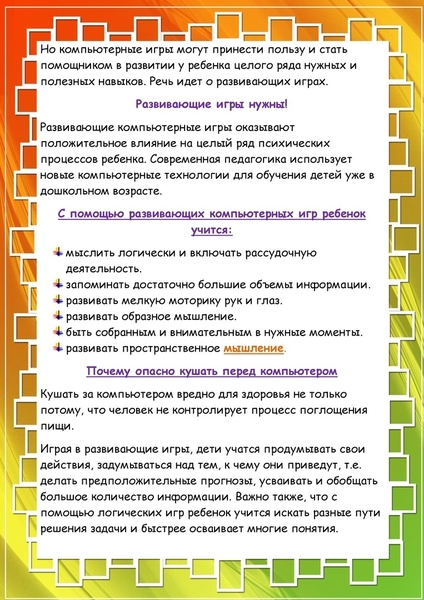 Но компьютерные игры могут принести пользу и стать
помощником в развитии у ребенка целого ряда нужных и
полезных навыков. Речь идет о развивающих играх.
Развивающие игры нужны!
Развивающие компьютерные игры оказывают
положительное влияние на целый ряд психических
процессов ребенка. Современная педагогика использует
новые компьютерные технологии для обучения детей уже в
дошкольном возрасте.
С помощью развивающих компьютерных игр ребенок
учится:
мыслить логически и включать рассудочную
деятельность.
запоминать достаточно большие объемы информации.
развивать мелкую моторику рук и глаз.
развивать образное мышление.
быть собранным и внимательным в нужные моменты.
развивать пространственное мышление.
Почему опасно кушать перед компьютером
Кушать за компьютером вредно для здоровья не только
потому, что человек не контролирует процесс поглощения
пищи.
Играя в развивающие игры, дети учатся продумывать свои
действия, задумываться над тем, к чему они приведут, т.е.
делать предположительные прогнозы, усваивать и обобщать
большое количество информации. Важно также, что с
помощью логических игр ребенок учится искать разные пути
решения задачи и быстрее осваивает многие понятия.